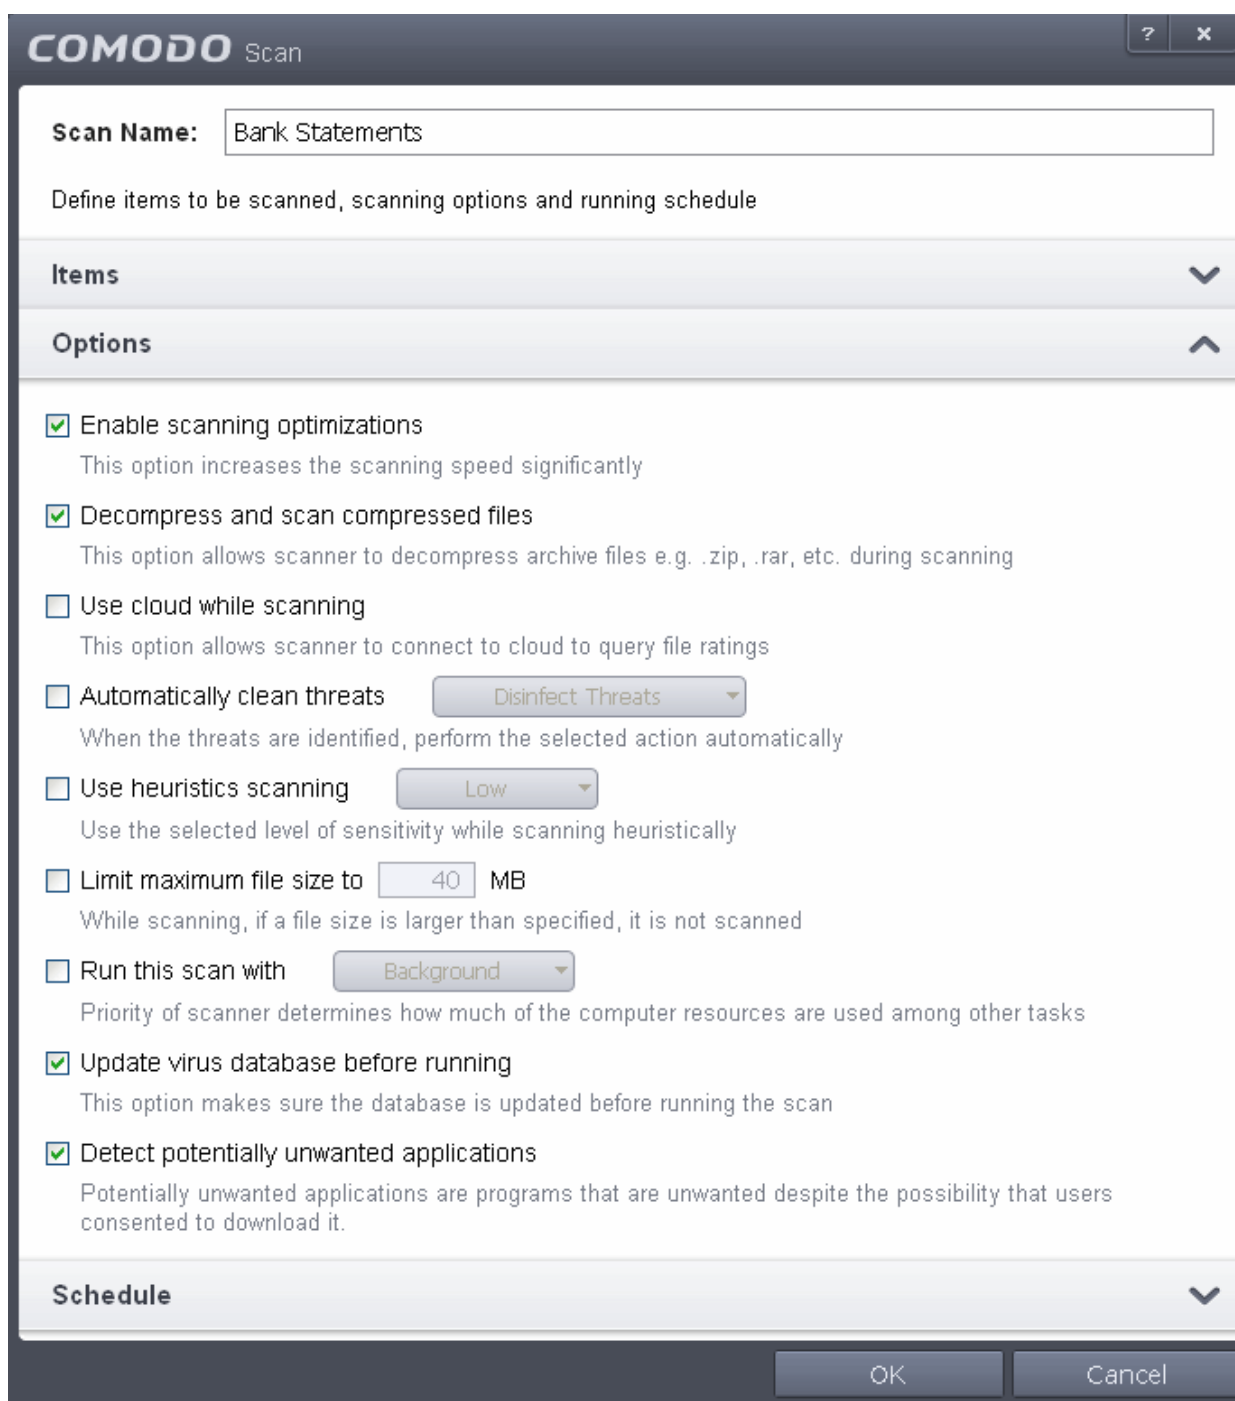 COMODO Scan
? x
Scan Name: Bank Statements
Define items to be scanned, scanning options and running schedule
Items
Options
Enable scanning optimizations
This option increases the scanning speed significantly
Decompress and scan compressed files
This option allows scanner to decompress archive files e.g. .zip, .rar, etc. during scanning
Use cloud while scanning
This option allows scanner to connect to cloud to query file ratings
Automatically clean threats Disinfect Threats
When the threats are identified, perform the selected action automatically
Use heuristics scanning Low
Use the selected level of sensitivity while scanning heuristically
Limit maximum file size to 40 MB
While scanning, if a file size is larger than specified, it is not scanned
Run this scan with Background
Priority of scanner determines how much of the computer resources are used among other tasks
Update virus database before running
This option makes sure the database is updated before running the scan
Detect potentially unwanted applications
Potentially unwanted applications are programs that are unwanted despite the possibility that users
consented to download it.
Schedule
OK Cancel